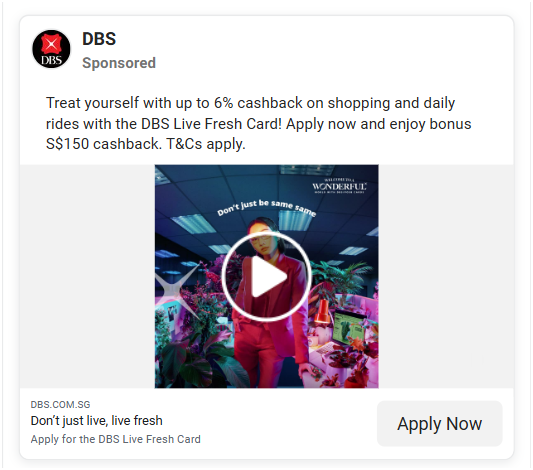 DBS
DBS
Sponsored
Treat yourself with up to 6% cashback on shopping and daily
rides with the DBS Live Fresh Card! Apply now and enjoy bonus
S$150 cashback. T&Cs apply.
WELCOME TO A
WONDERFUL
Don't just be same same
DBS.COM.SG
Don't just live, live fresh
Apply for the DBS Live Fresh Card
Apply Now